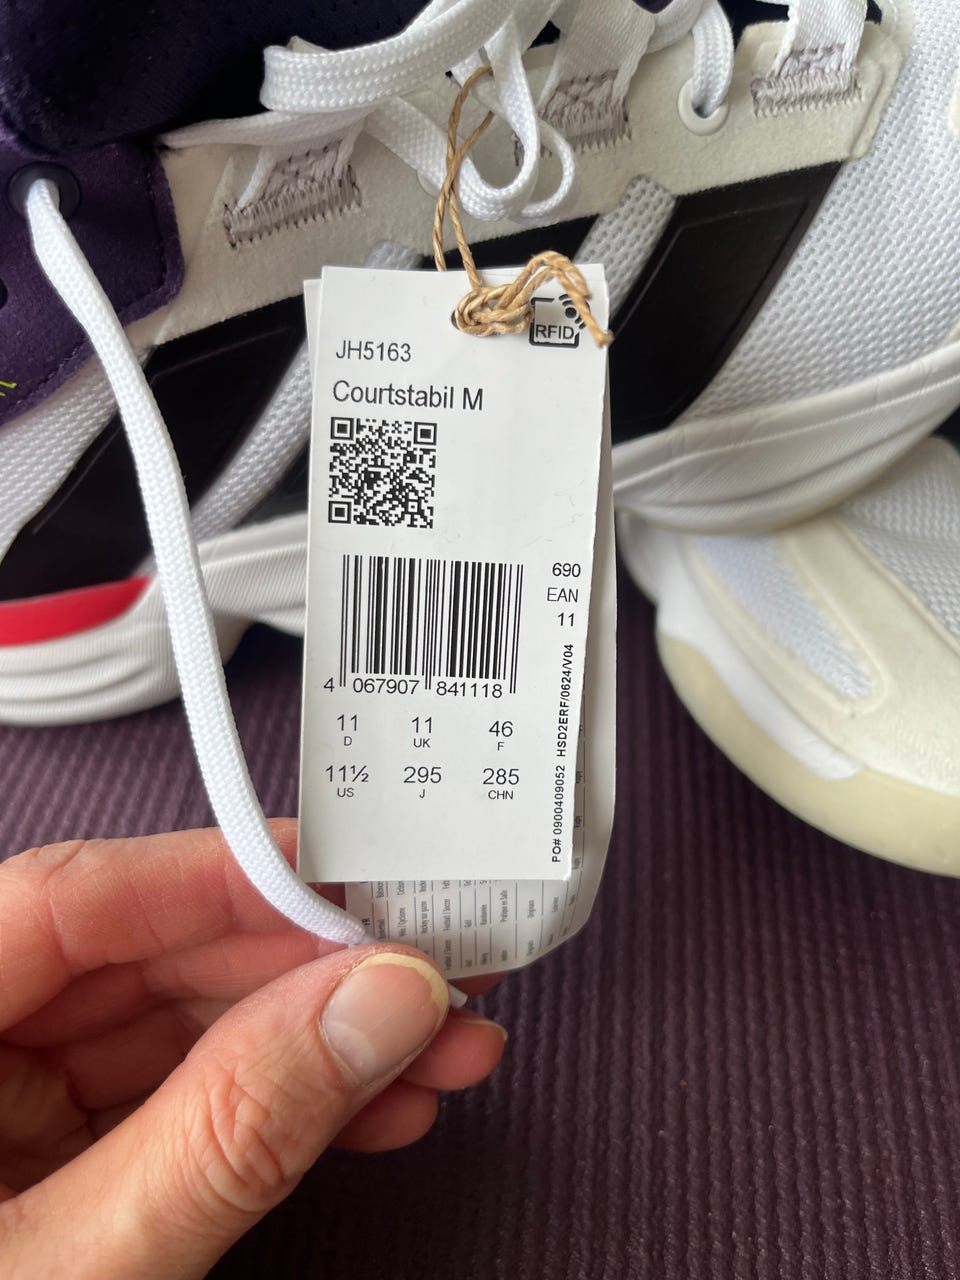 RFID
JH5163
Courtstabil M
690
EAN
11
4 067907 841118
11 11 46
D UK F
11½ 295 285
US J CHN
PO# 0900409052 HSD2ERF/0624/V04